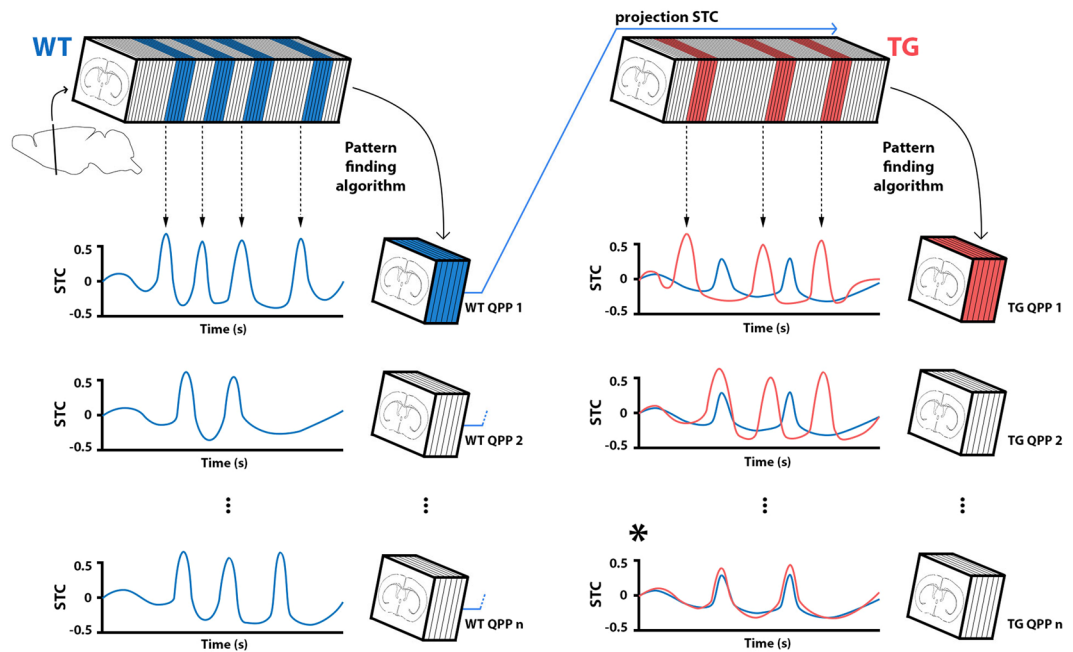 projection STC
WT
TG
Pattern
finding
algorithm
Pattern
finding
algorithm
STC
0.5
0
-0.5
Time (s)
WT QPP 1
STC
0.5
0
-0.5
Time (s)
TG QPP 1
STC
0.5
0
-0.5
Time (s)
WT QPP 2
STC
0.5
0
-0.5
Time (s)
TG QPP 2
*
STC
0.5
0
-0.5
Time (s)
WT QPP n
STC
0.5
0
-0.5
Time (s)
TG QPP n